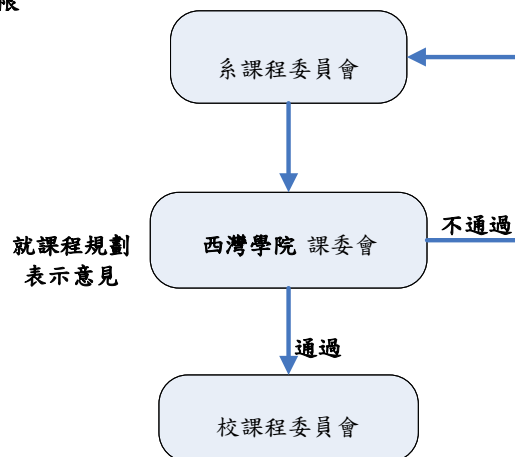 系課程委員會
就課程規劃
表示意見
西灣學院 課委會
不通過
通過
校課程委員會